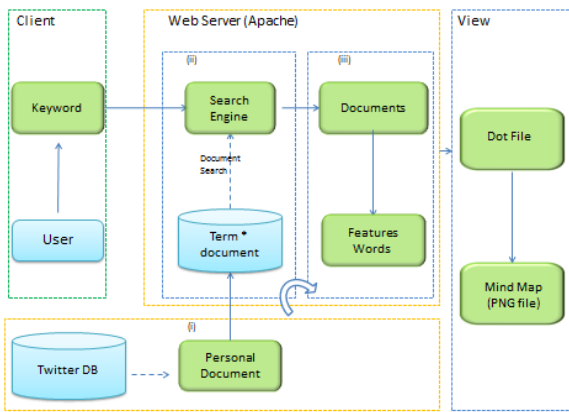 Client
Web Server (Apache)
View
(ii)
(iii)
Keyword
Search
Engine
Documents
Dot File
Document
Search
User
Term *
document
Features
Words
Mind Map
(PNG file)
(i)
Twitter DB
Personal
Document